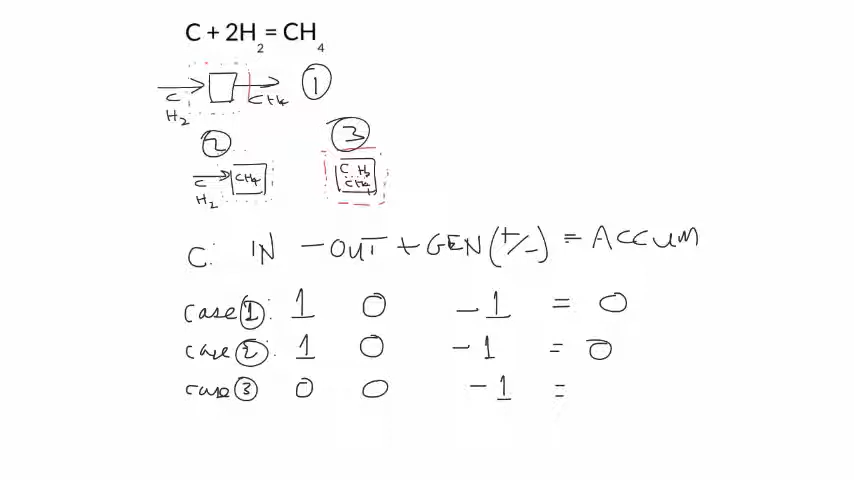 C + 2H₂ = CH₄
C H₂ CH4 ①
② ③
C H₂ CH4 C H₂ CH4
C: IN - OUT + GEN (+/-) = ACCUM
case ①: 1 0 -1 = 0
case ②: 1 0 -1 = 0
case ③ 0 0 -1 =